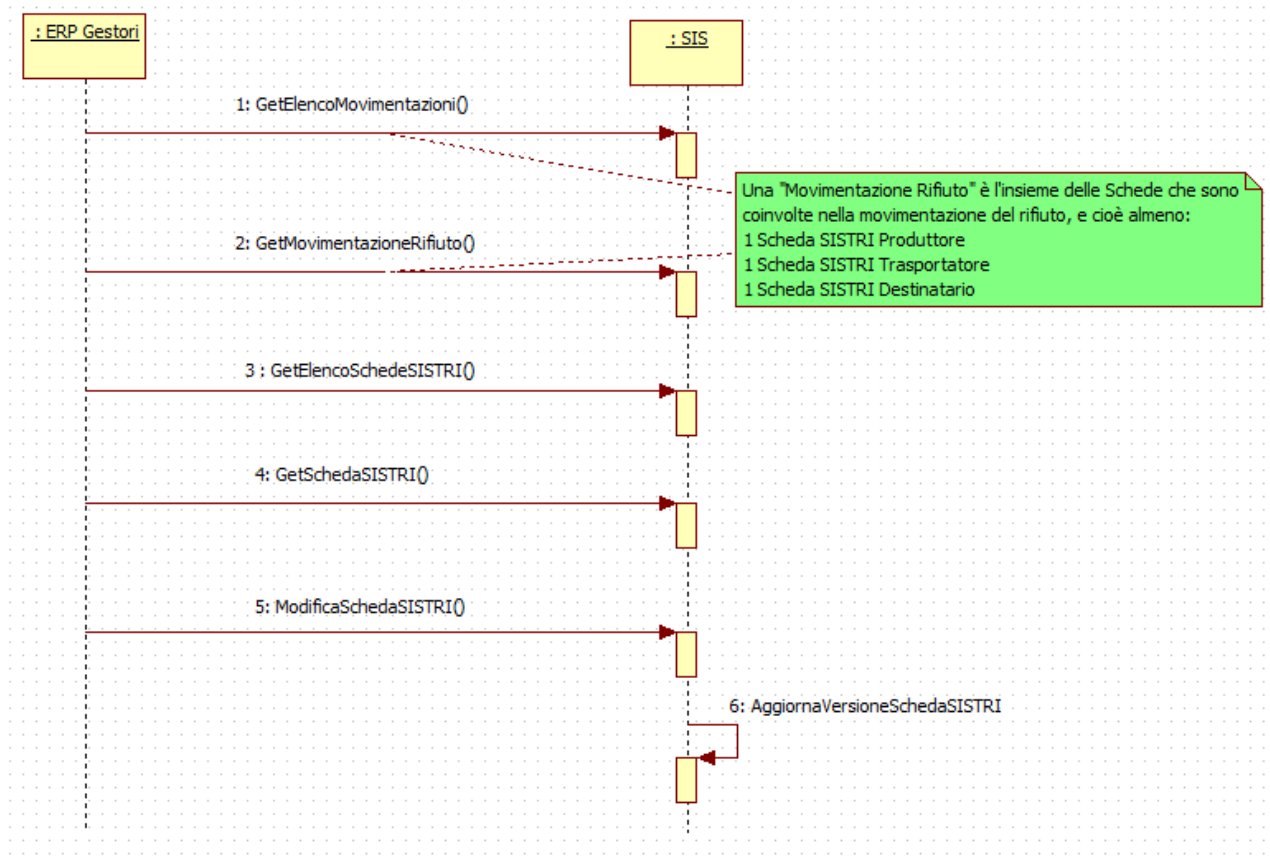 : ERP Gestori
: SIS
1: GetElencoMovimentazioni()
Una "Movimentazione Rifiuto" è l'insieme delle Schede che sono
coinvolte nella movimentazione del rifiuto, e cioè almeno:
1 Scheda SISTRI Produttore
1 Scheda SISTRI Trasportatore
1 Scheda SISTRI Destinatario
2: GetMovimentazioneRifiuto()
3 : GetElencoSchedeSISTRI()
4: GetSchedaSISTRI()
5: ModificaSchedaSISTRI()
6: AggiornaVersioneSchedaSISTRI